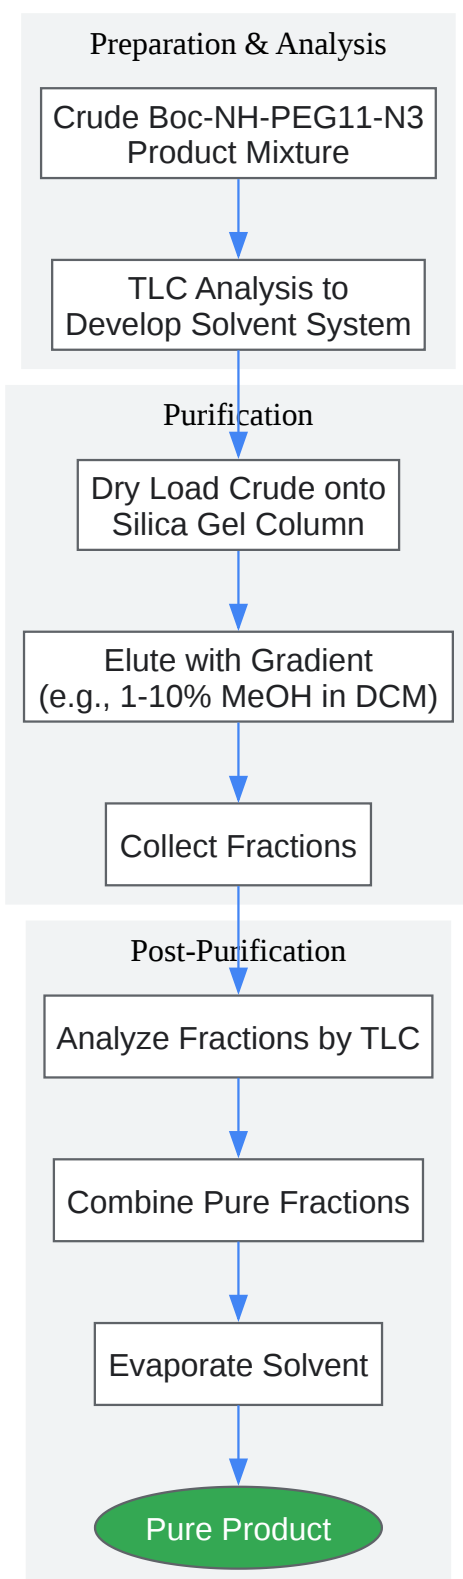 Preparation & Analysis
Crude Boc-NH-PEG11-N3
Product Mixture
TLC Analysis to
Develop Solvent System
Purification
Dry Load Crude onto
Silica Gel Column
Elute with Gradient
(e.g., 1-10% MeOH in DCM)
Collect Fractions
Post-Purification
Analyze Fractions by TLC
Combine Pure Fractions
Evaporate Solvent
Pure Product